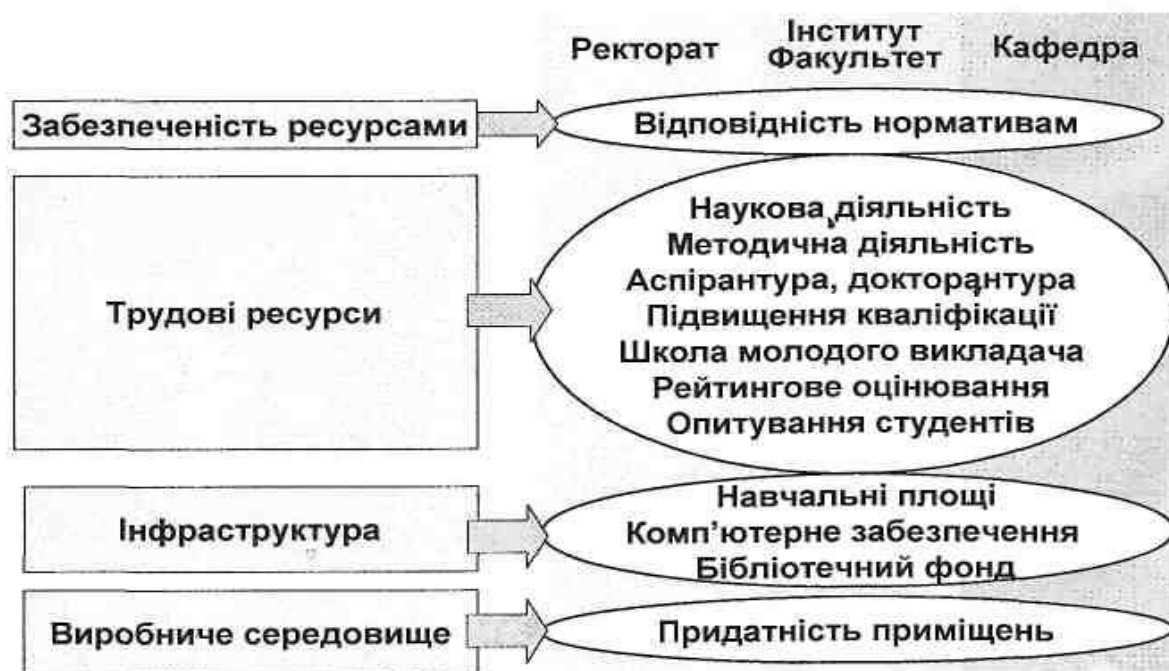 Ректорат Інститут Факультет Кафедра
Забезпеченість ресурсами
Відповідність нормативам
Трудові ресурси
Наукова діяльність
Методична діяльність
Аспірантура, докторантура
Підвищення кваліфікації
Школа молодого викладача
Рейтингове оцінювання
Опитування студентів
Інфраструктура
Навчальні площі
Комп'ютерне забезпечення
Бібліотечний фонд
Виробниче середовище
Придатність приміщень